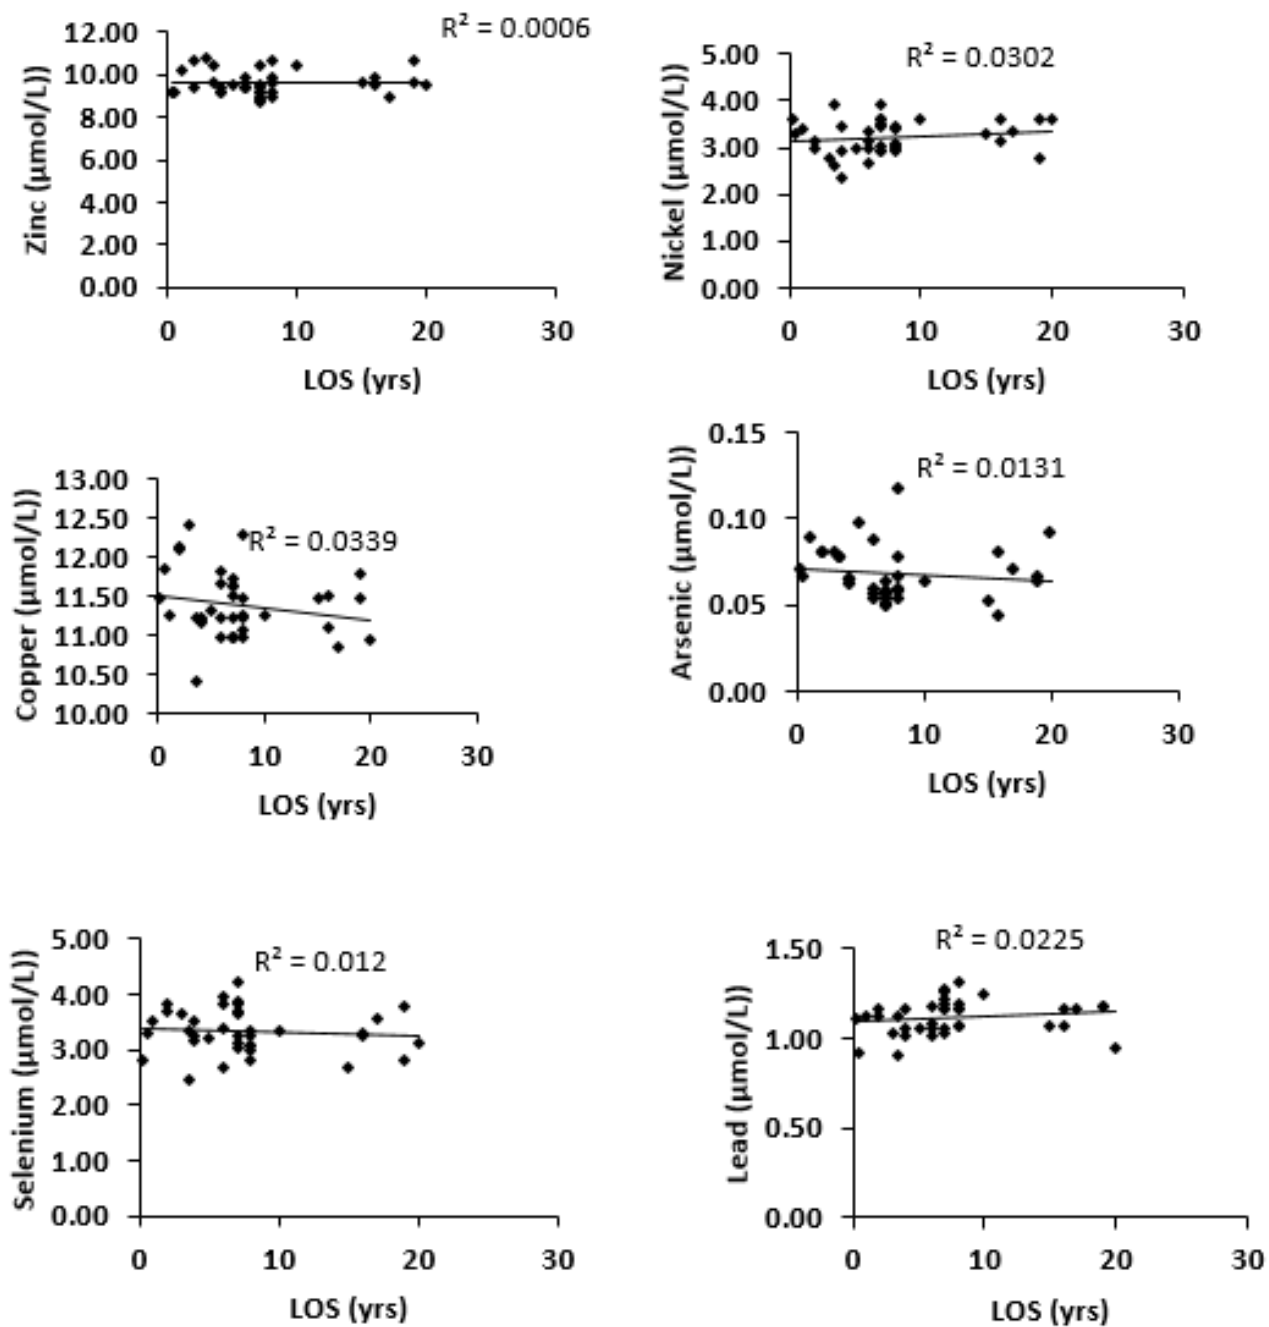 R² = 0.0006
12.00
10.00
8.00
6.00
4.00
2.00
0.00
Zinc (µmol/L))
0 10 20 30
LOS (yrs)
R² = 0.0302
5.00
4.00
3.00
2.00
1.00
0.00
Nickel (µmol/L))
0 10 20 30
LOS (yrs)
R² = 0.0339
13.00
12.50
12.00
11.50
11.00
10.50
10.00
Copper (µmol/L))
0 10 20 30
LOS (yrs)
R² = 0.0131
0.15
0.10
0.05
0.00
Arsenic (µmol/L))
0 10 20 30
LOS (yrs)
R² = 0.012
5.00
4.00
3.00
2.00
1.00
0.00
Selenium (µmol/L))
0 10 20 30
LOS (yrs)
R² = 0.0225
1.50
1.00
0.50
0.00
Lead (µmol/L))
0 10 20 30
LOS (yrs)